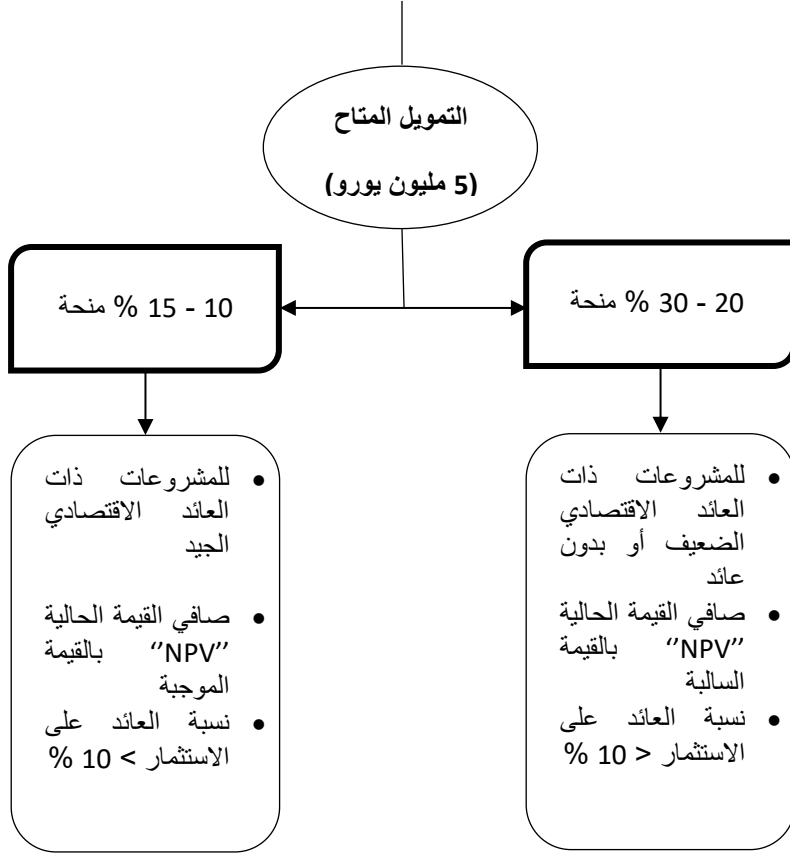 التمويل المتاح
(5 مليون يورو)
20 - 30 % منحة
10 - 15 % منحة
• للمشروعات ذات
العائد الاقتصادي
الضعيف أو بدون
عائد
• صافي القيمة الحالية
‘‘NPV’’ بالقيمة
السالبة
• نسبة العائد على
الاستثمار < 10 %
• للمشروعات ذات
العائد الاقتصادي
الجيد
• صافي القيمة الحالية
‘‘NPV’’ بالقيمة
الموجبة
• نسبة العائد على
الاستثمار > 10 %